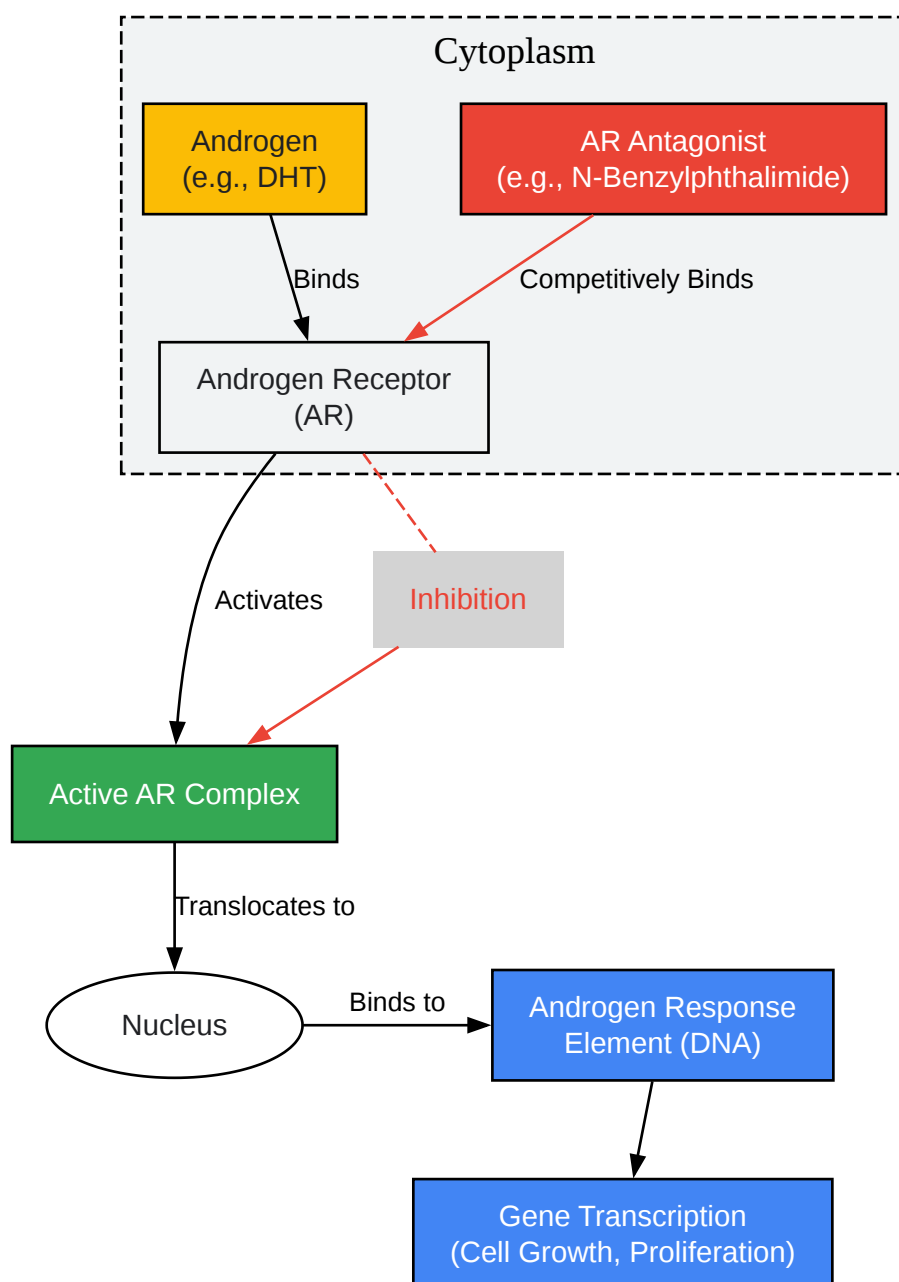 Cytoplasm
Androgen
(e.g., DHT)
AR Antagonist
(e.g., N-Benzylphthalimide)
Binds
Competitively Binds
Androgen Receptor
(AR)
Activates
Inhibition
Active AR Complex
Translocates to
Nucleus
Binds to
Androgen Response
Element (DNA)
Gene Transcription
(Cell Growth, Proliferation)